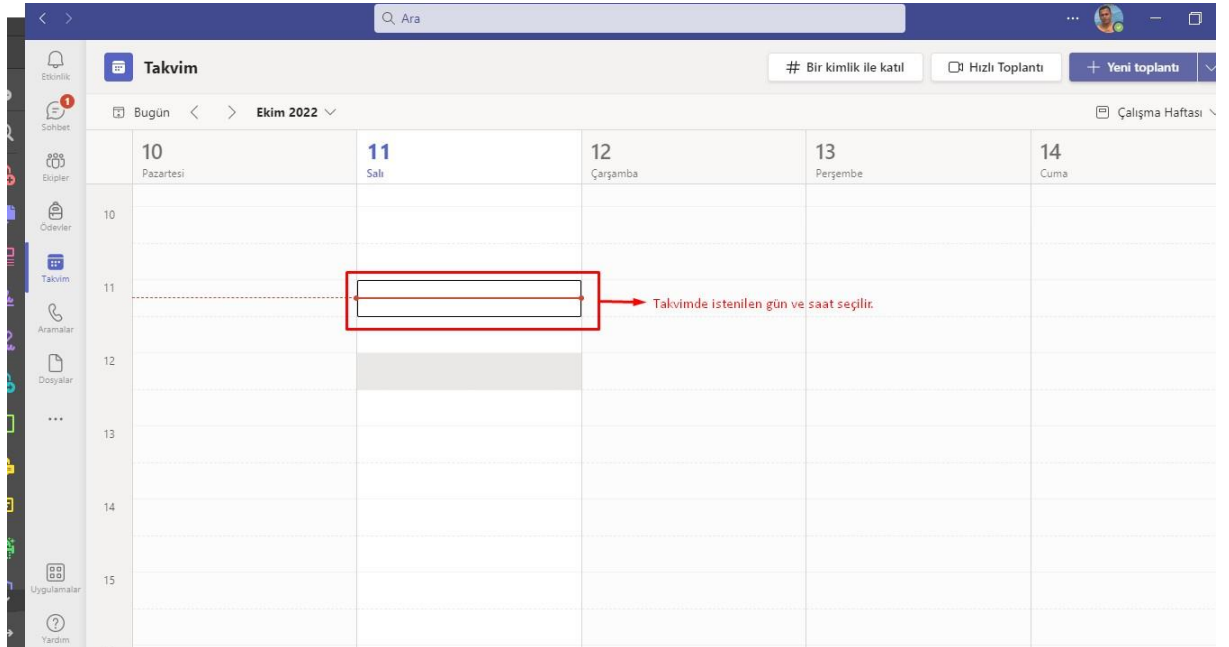 Ara
Etkinlik
Takvim
# Bir kimlik ile katıl
Hızlı Toplantı
+ Yeni toplantı
1
Sohbet
Bugün
Ekim 2022
Çalışma Haftası
Ekipler
10
Pazartesi
11
Salı
12
Çarşamba
13
Perşembe
14
Cuma
Ödevler
10
Takvim
11
Takvimde istenilen gün ve saat seçilir.
Aramalar
12
Dosyalar
...
13
14
15
Uygulamalar
Yardım